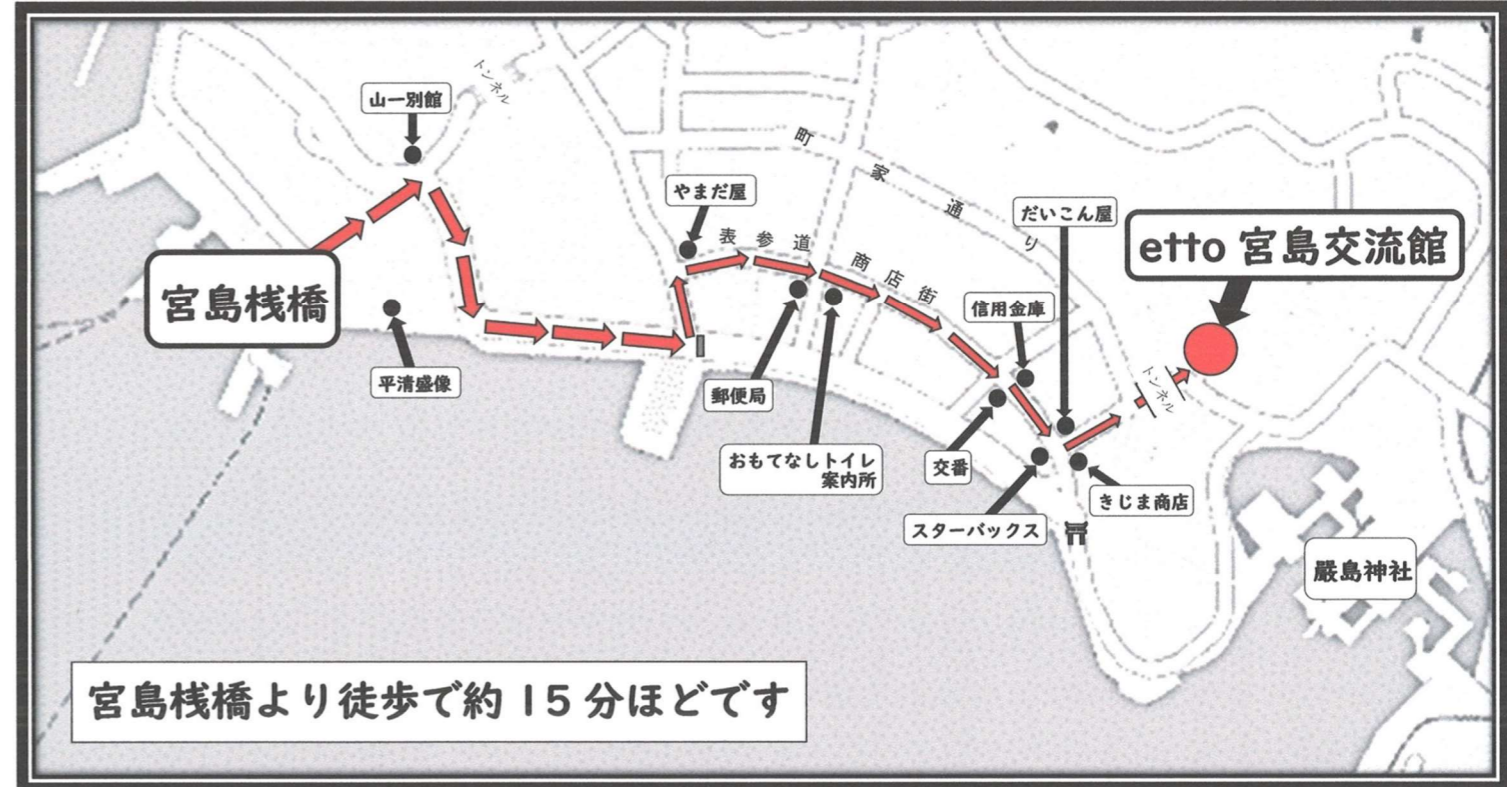 トンネル
山一別館
町家通り
やまだ屋
だいこん屋
表参道商店街
etto 宮島交流館
宮島桟橋
信用金庫
平清盛像
郵便局
トンネル
おもてなしトイレ
案内所
交番
きじま商店
スターバックス
嚴島神社
宮島桟橋より徒歩で約 15 分ほどです